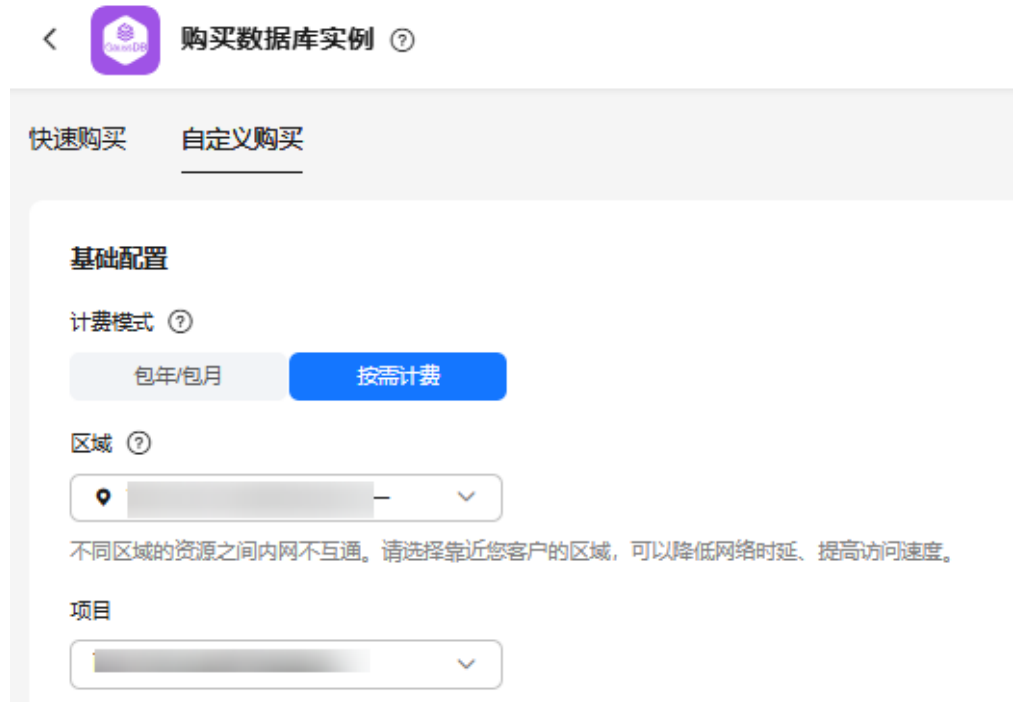 GaussDB
购买数据库实例
快速购买 自定义购买
基础配置
计费模式
包年/包月 按需计费
区域
不同区域的资源之间内网不互通。请选择靠近您客户的区域，可以降低网络时延、提高访问速度。
项目